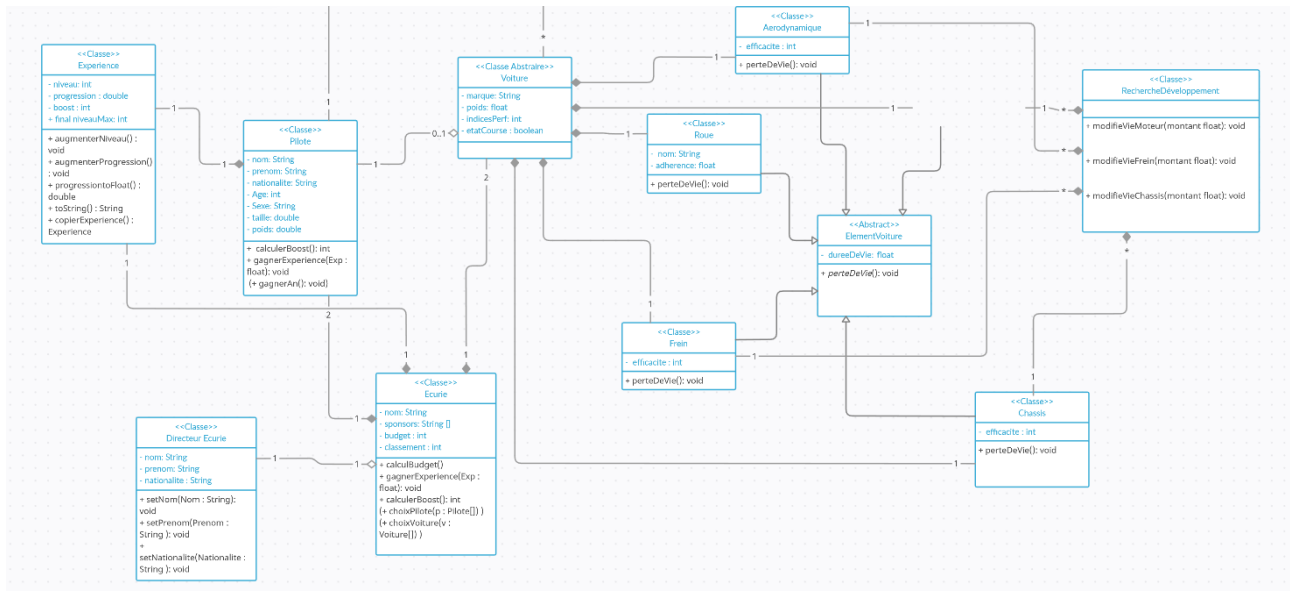 <<Classe>>
Experience
- niveau: int
- progression : double
- boost : int
+ final niveauMax: int
+ augmenterNiveau() :
void
+ augmenterProgression()
: void
+ progressiontoFloat() :
double
+ toString() : String
+ copierExperience() :
Experience
1
1
1
1
<<Classe>>
Pilote
- nom: String
- prenom: String
- nationalite: String
- Age: int
- Sexe: String
- taille: double
- poids: double
+ calculerBoost(): int
+ gagnerExperience(Exp :
float): void
(+ gagnerAn(): void)
1
0..1
2
1
*
<<Classe Abstraire>>
Voiture
- marque: String
- poids: float
- indicesPerf: int
- etatCourse : boolean
2
1
1
1
1
<<Classe>>
Aerodynamique
- efficacite : int
+ perteDeVie(): void
1
<<Classe>>
Roue
- nom: String
- adherence: float
+ perteDeVie(): void
<<Abstract>>
ElementVoiture
- dureeDeVie: float
+ perteDeVie(): void
1
*
*
*
<<Classe>>
RechercheDéveloppement
+ modifieVieMoteur(montant float): void
+ modifieVieFrein(montant float): void
+ modifieVieChassis(montant float): void
*
1
1
<<Classe>>
Frein
- efficacite : int
+ perteDeVie(): void
1
<<Classe>>
Chassis
- efficacite : int
+ perteDeVie(): void
1
1
1
<<Classe>>
Ecurie
- nom: String
- sponsors: String []
- budget : int
- classement : int
+ calculBudget()
+ gagnerExperience(Exp :
float): void
+ calculerBoost(): int
(+ choixPilote(p : Pilote[]) )
(+ choixVoiture(v :
Voiture[]) )
1
1
<<Classe>>
Directeur Ecurie
- nom: String
- prenom: String
- nationalite : String
+ setNom(Nom : String):
void
+ setPrenom(Prenom :
String ): void
+
setNationalite(Nationalite :
String ): void